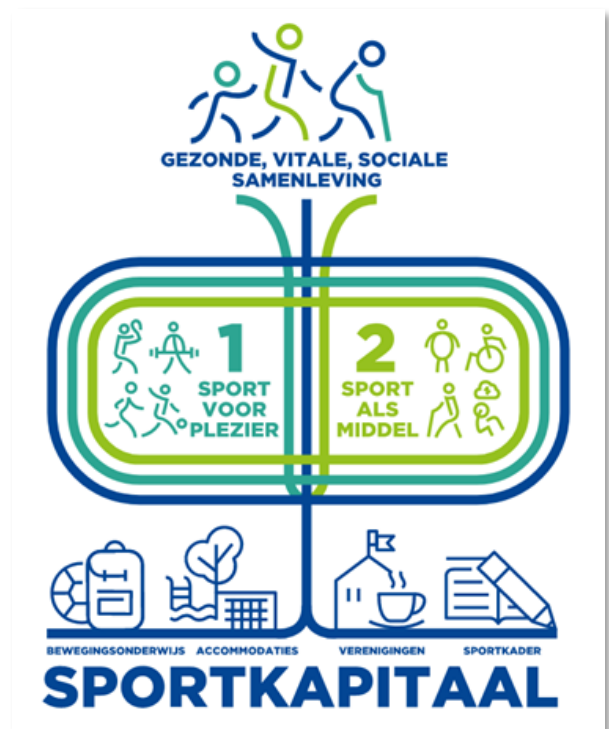 GEZONDE, VITALE, SOCIALE
SAMENLEVING
1
SPORT
VOOR
PLEZIER
2
SPORT
ALS
MIDDEL
BEWEGINGSONDERWIJS ACCOMMODATIES VERENIGINGEN SPORTKADER
SPORTKAPITAAL